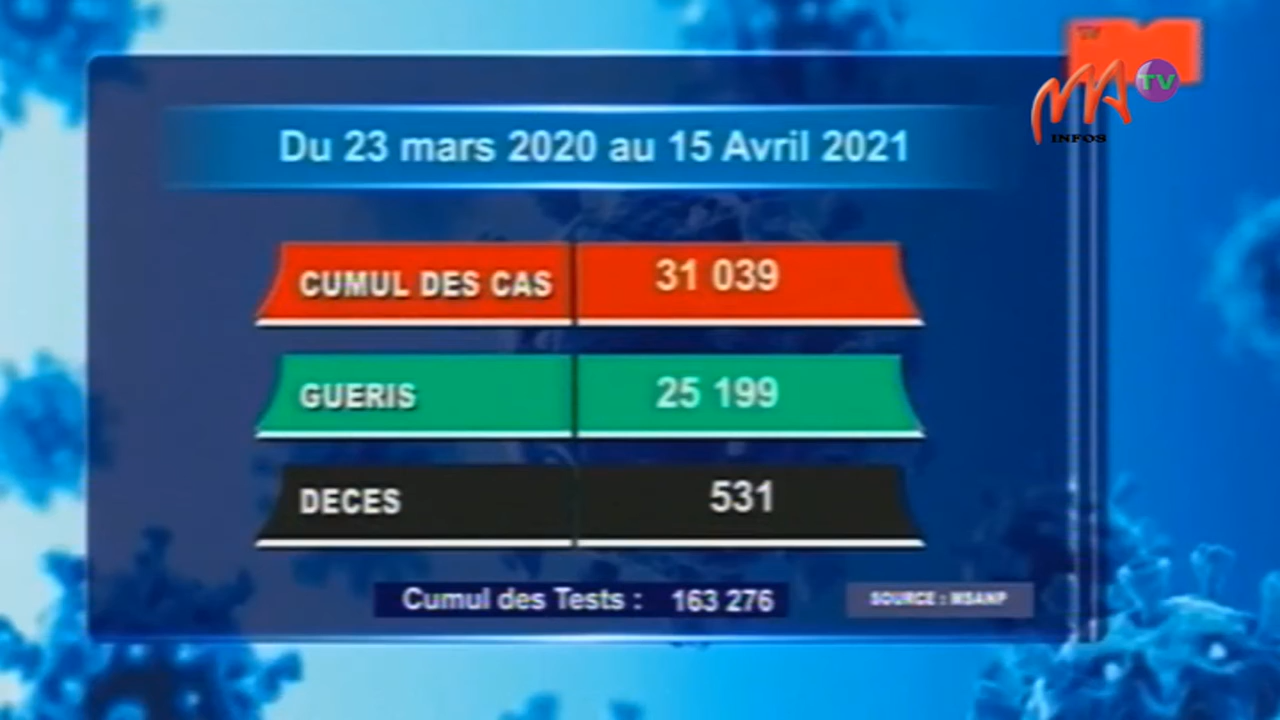 TV
MA TV
INFOS
Du 23 mars 2020 au 15 Avril 2021
CUMUL DES CAS 31 039
GUERIS 25 199
DECES 531
Cumul des Tests : 163 276
SOURCE : MSANP